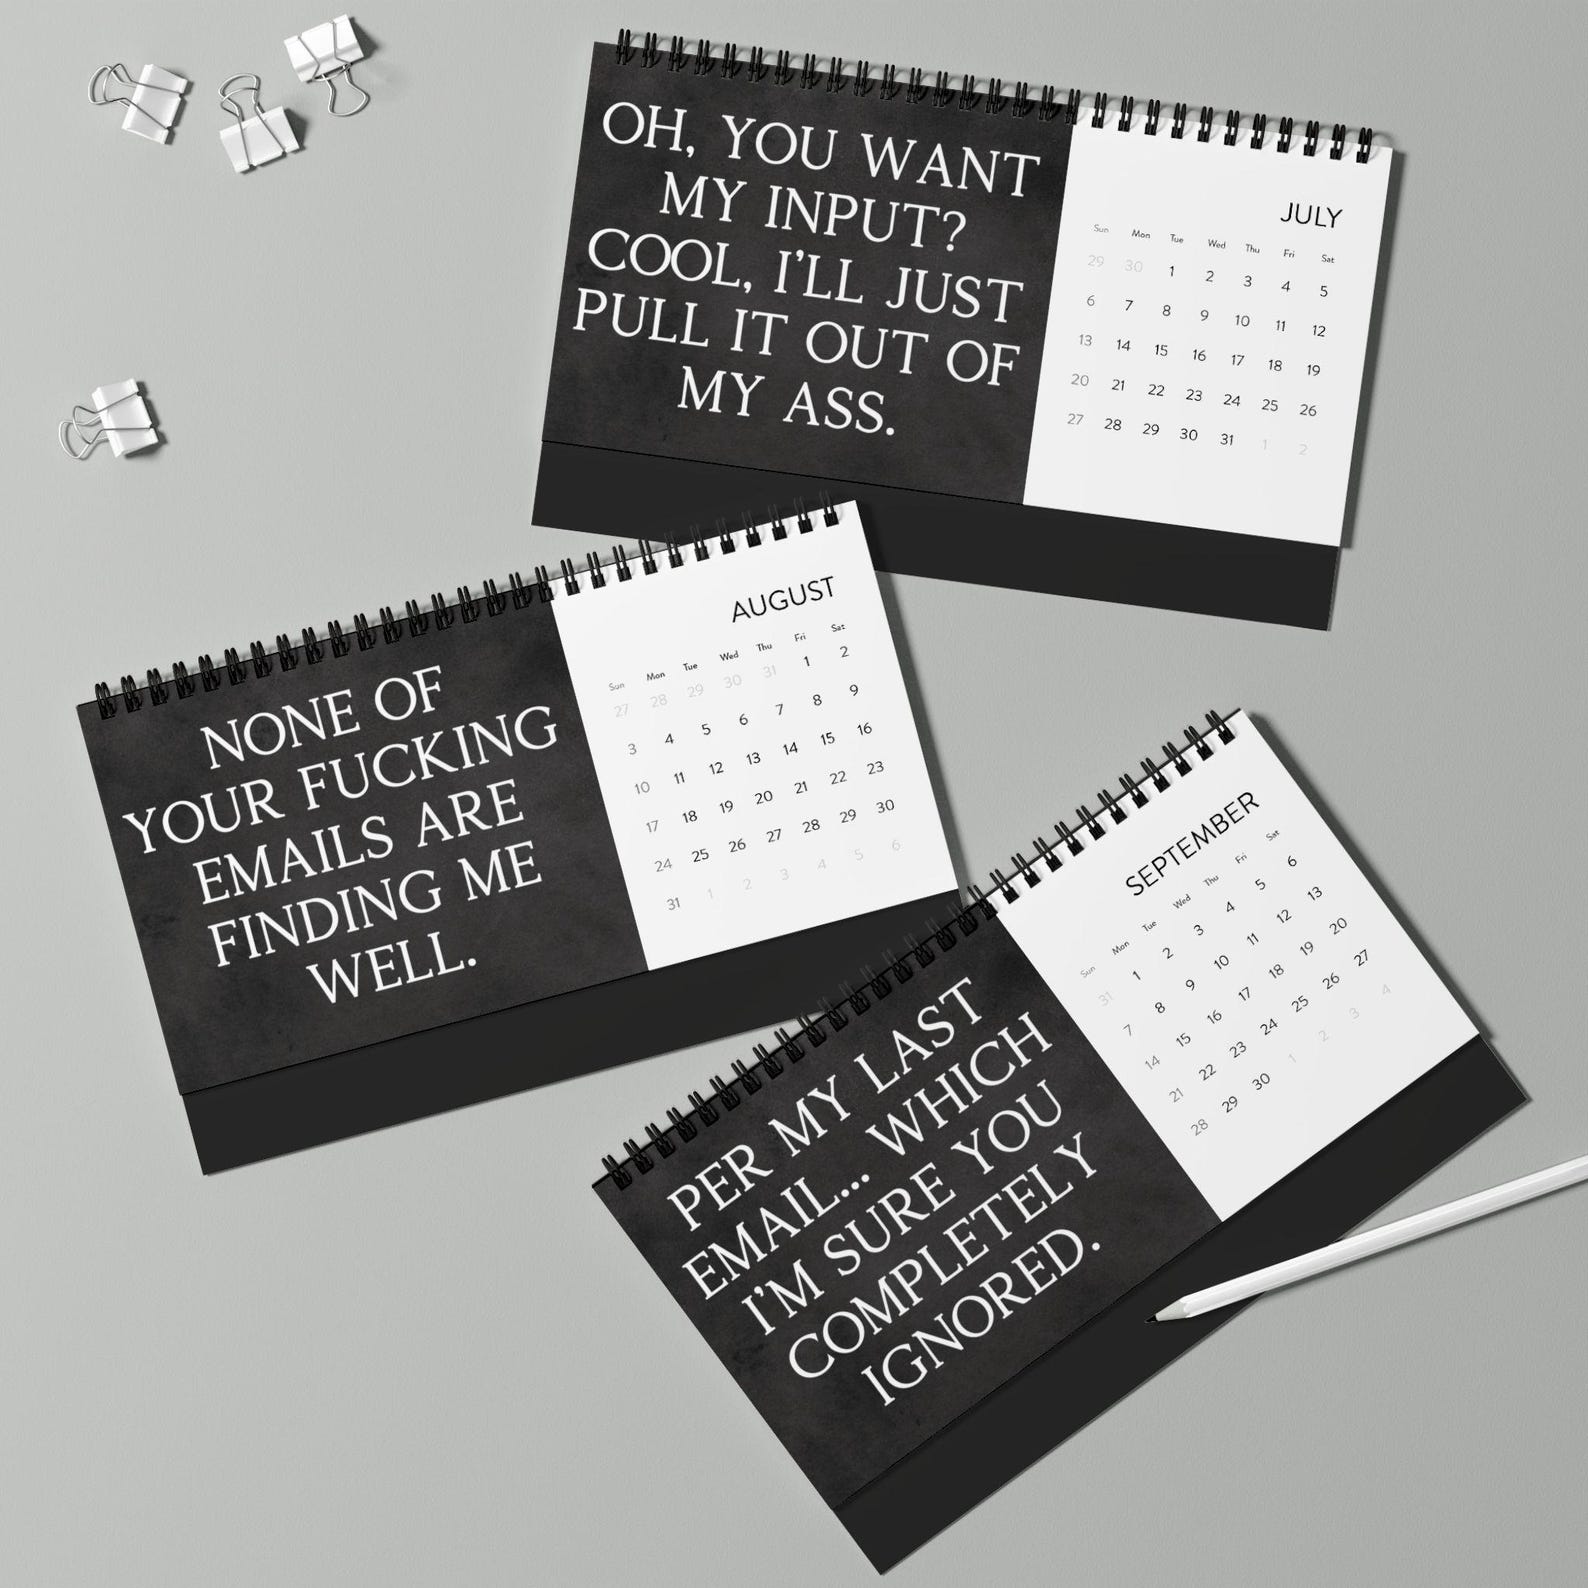 OH, YOU WANT
MY INPUT?
COOL, I'LL JUST
PULL IT OUT OF
MY ASS.
JULY
Sun Mon Tue Wed Thu Fri Sat
29 30 1 2 3 4 5
6 7 8 9 10 11 12
13 14 15 16 17 18 19
20 21 22 23 24 25 26
27 28 29 30 31 1 2
NONE OF
YOUR FUCKING
EMAILS ARE
FINDING ME
WELL.
AUGUST
Sun Mon Tue Wed Thu Fri Sat
27 28 29 30 31 1 2
3 4 5 6 7 8 9
10 11 12 13 14 15 16
17 18 19 20 21 22 23
24 25 26 27 28 29 30
31 1 2 3 4 5 6
PER MY LAST
EMAIL... WHICH
I'M SURE YOU
COMPLETELY
IGNORED.
SEPTEMBER
Sun Mon Tue Wed Thu Fri Sat
31 1 2 3 4 5 6
7 8 9 10 11 12 13
14 15 16 17 18 19 20
21 22 23 24 25 26 27
28 29 30 1 2 3 4